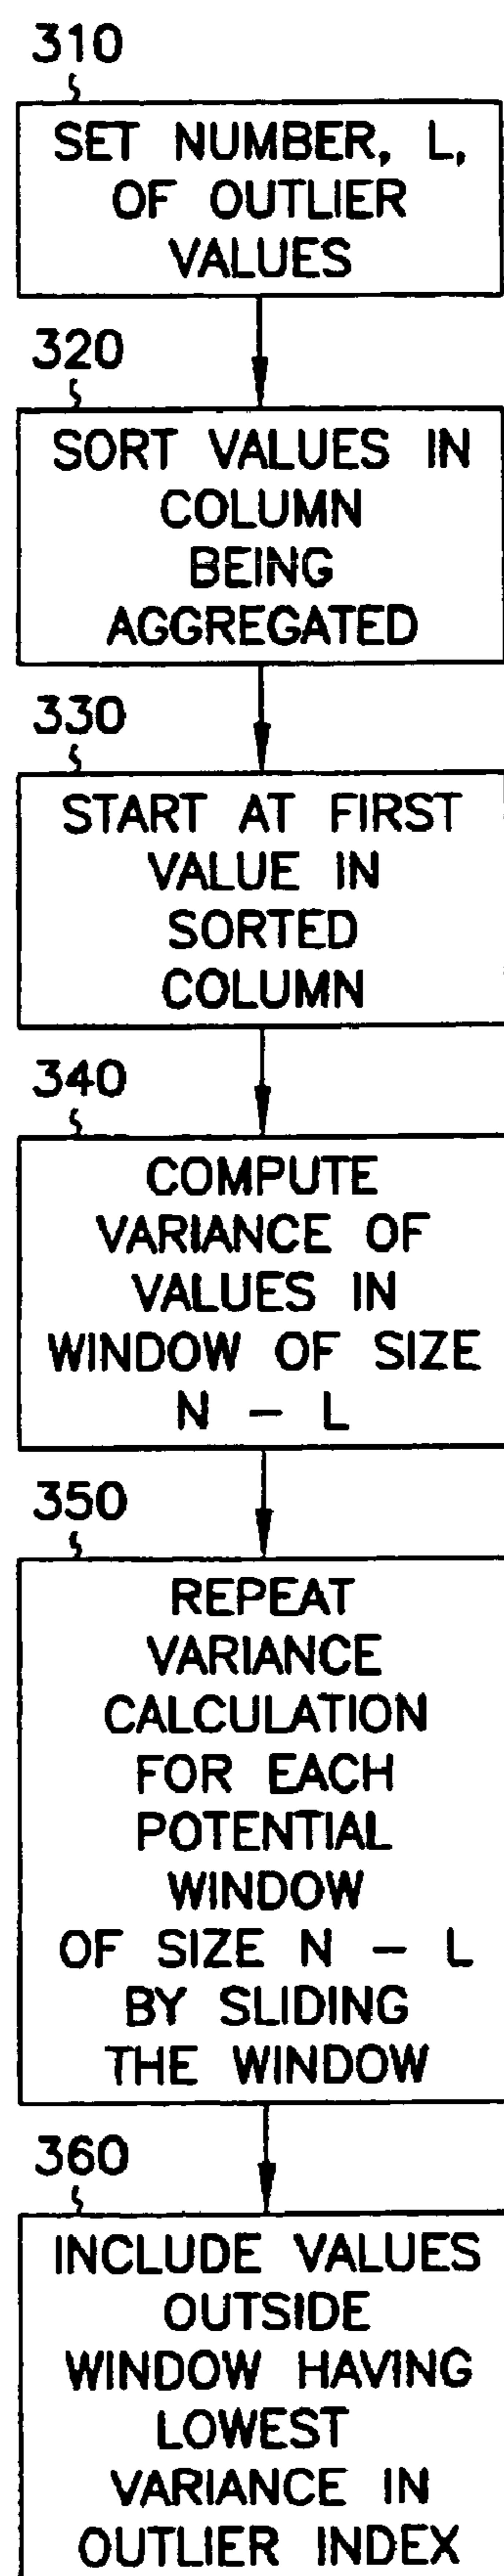 310
SET NUMBER, L,
OF OUTLIER
VALUES
320
SORT VALUES IN
COLUMN
BEING
AGGREGATED
330
START AT FIRST
VALUE IN
SORTED
COLUMN
340
COMPUTE
VARIANCE OF
VALUES IN
WINDOW OF SIZE
N – L
350
REPEAT
VARIANCE
CALCULATION
FOR EACH
POTENTIAL
WINDOW
OF SIZE N – L
BY SLIDING
THE WINDOW
360
INCLUDE VALUES
OUTSIDE
WINDOW HAVING
LOWEST
VARIANCE IN
OUTLIER INDEX